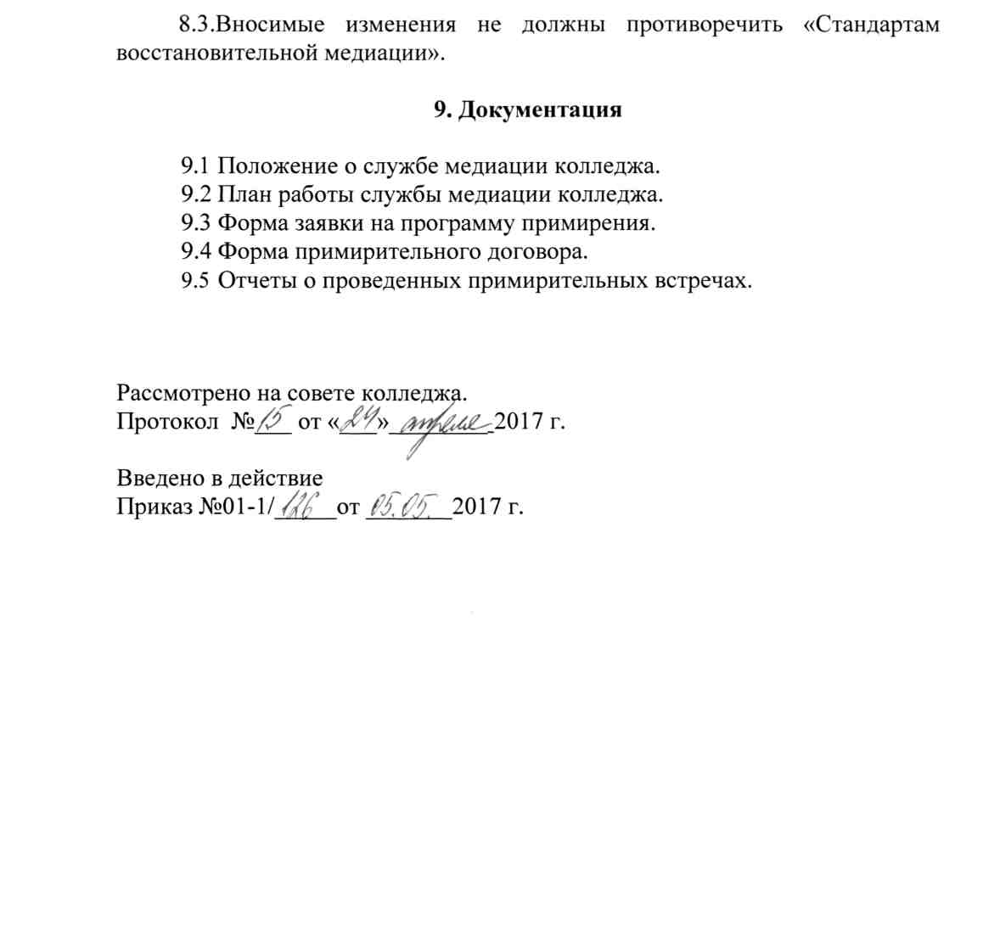 8.3.Вносимые изменения не должны противоречить «Стандартам
восстановительной медиации».
9. Документация
9.1 Положение о службе медиации колледжа.
9.2 План работы службы медиации колледжа.
9.3 Форма заявки на программу примирения.
9.4 Форма примирительного договора.
9.5 Отчеты о проведенных примирительных встречах.
Рассмотрено на совете колледжа.
Протокол № 15 от «24» апреля 2017 г.
Введено в действие
Приказ №01-1/126 от 05.05. 2017 г.